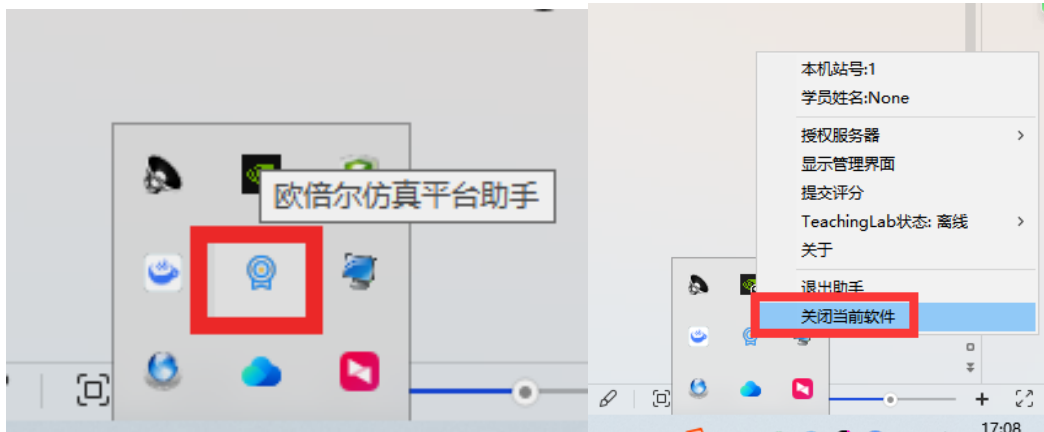 欧倍尔仿真平台助手
本机站号:1
学员姓名:None
授权服务器
显示管理界面
提交评分
TeachingLab状态: 离线
关于
退出助手
关闭当前软件
17:08